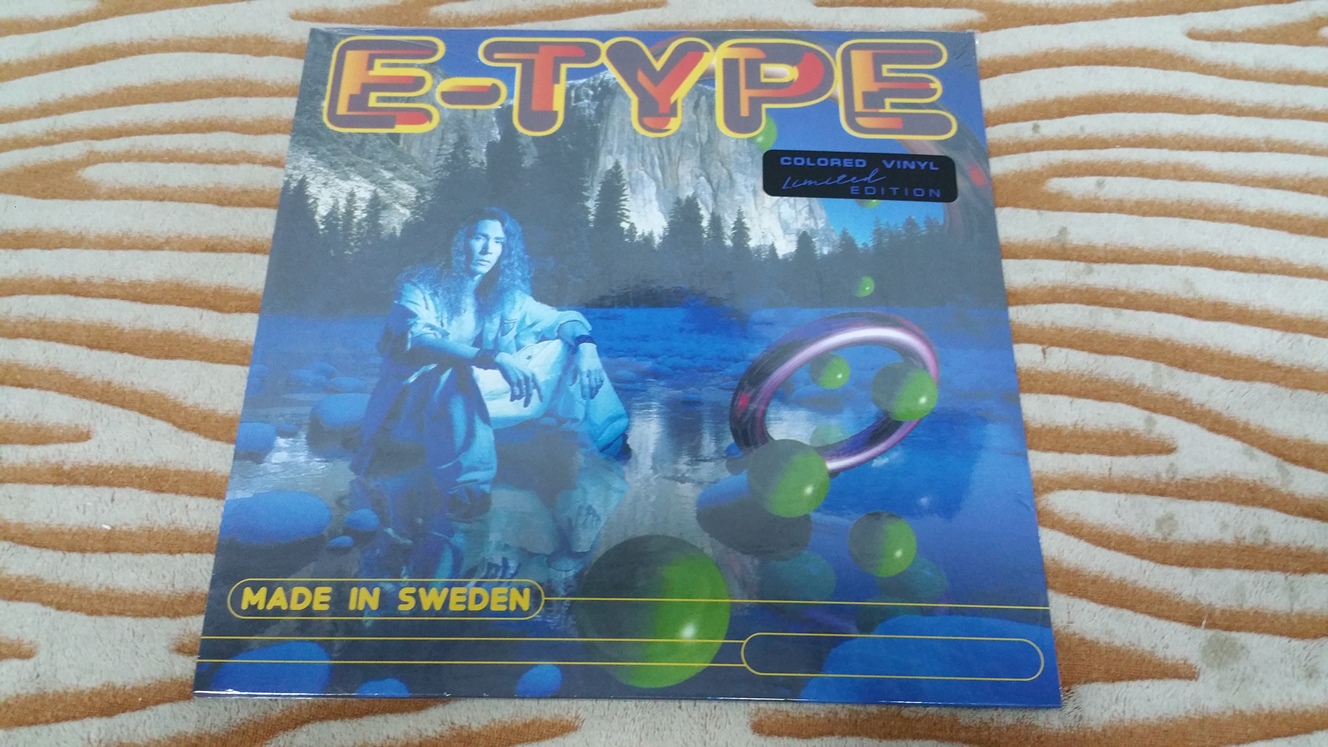 E-TYPE
COLORED VINYL
Limited
EDITION
MADE IN SWEDEN